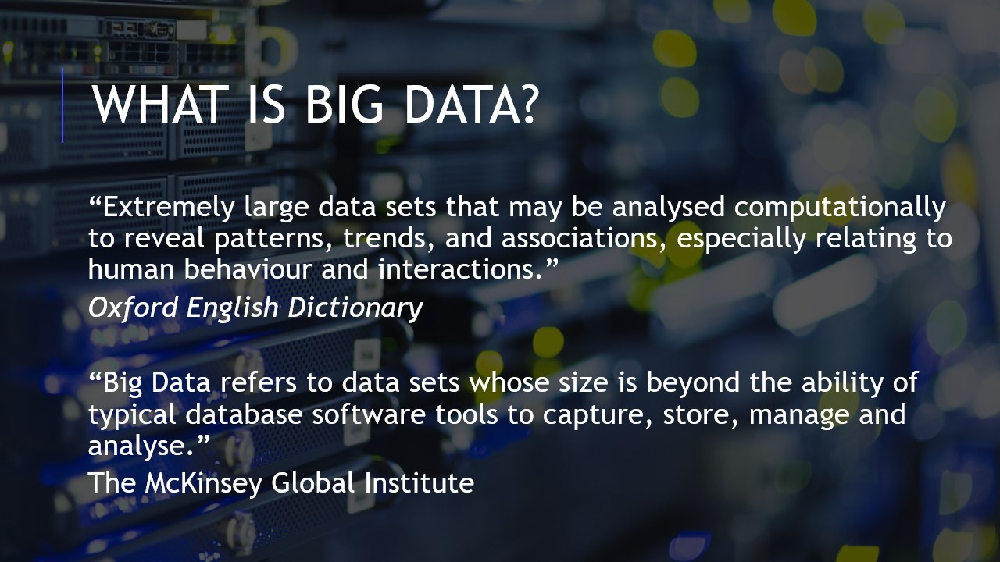 WHAT IS BIG DATA?
“Extremely large data sets that may be analysed computationally
to reveal patterns, trends, and associations, especially relating to
human behaviour and interactions.”
Oxford English Dictionary
“Big Data refers to data sets whose size is beyond the ability of
typical database software tools to capture, store, manage and
analyse.”
The McKinsey Global Institute